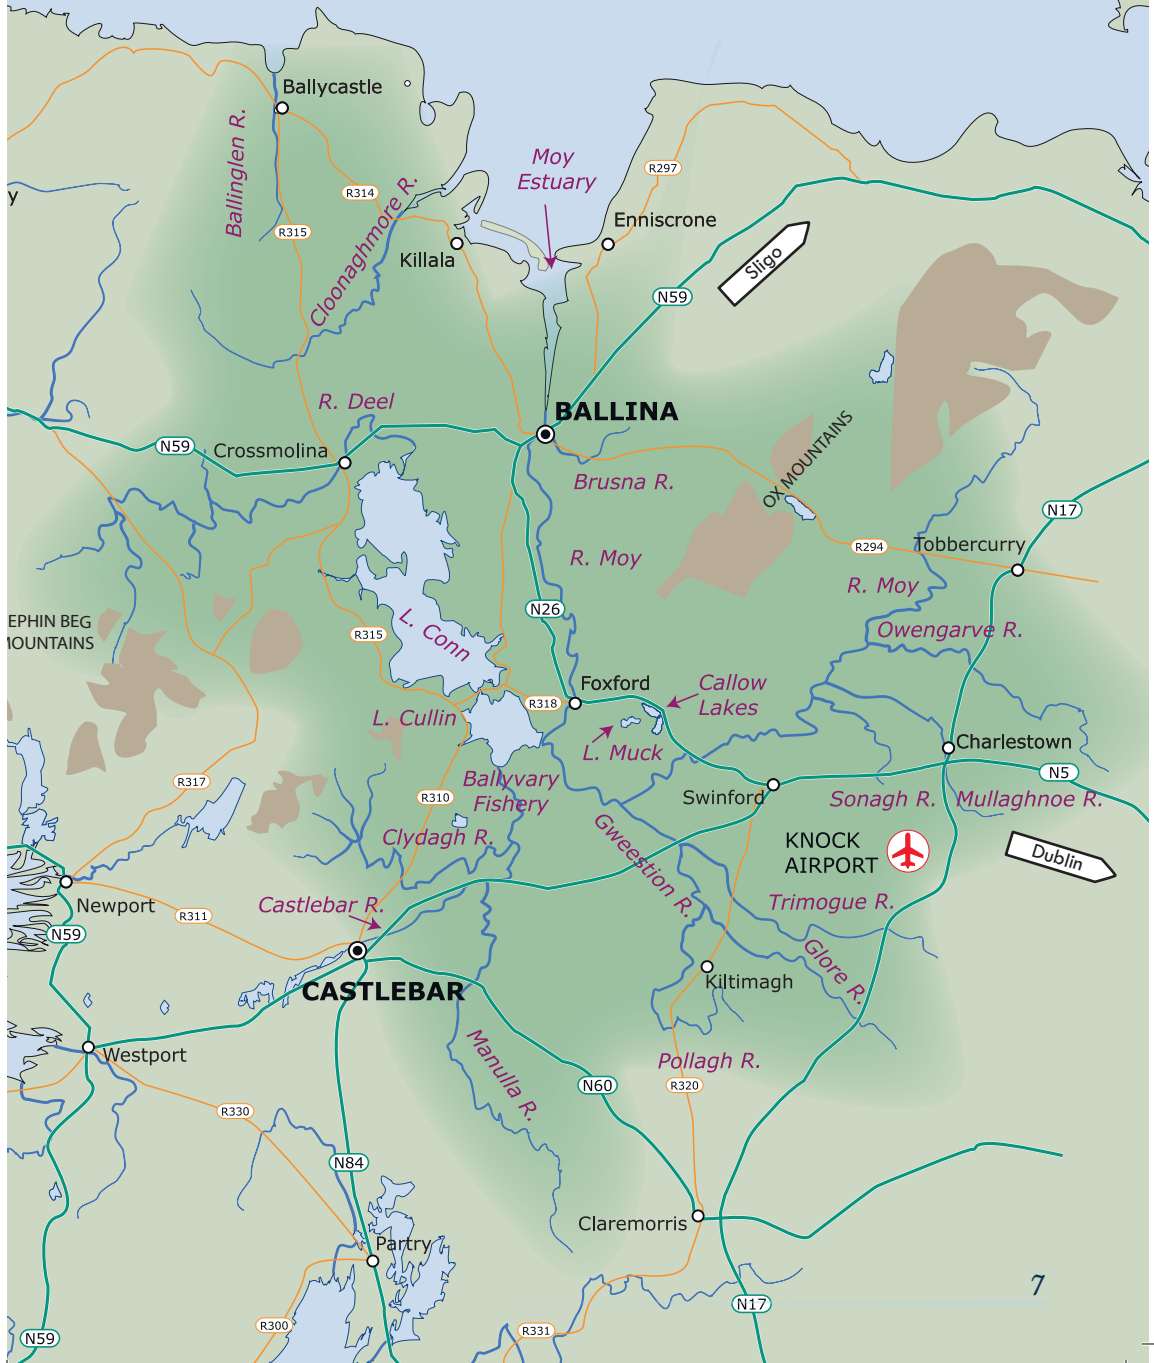 Ballycastle
Ballinglen R.
R314
R315
Cloonaghmore R.
Killala
Moy
Estuary
R297
Enniscrone
Sligo
N59
y
R. Deel
N59
Crossmolina
BALLINA
Brusna R.
OX MOUNTAINS
N17
R294
Tobbercurry
R. Moy
R. Moy
N26
Owengarve R.
EPHIN BEG
MOUNTAINS
R315
L. Conn
Foxford
R318
Callow
Lakes
L. Cullin
L. Muck
Charlestown
N5
R317
Ballyvary
Fishery
R310
Swinford
Sonagh R.
Mullaghnoe R.
Clydagh R.
Gweestion R.
KNOCK
AIRPORT
Dublin
Newport
R311
Castlebar R.
Trimogue R.
N59
Glore R.
Kiltimagh
CASTLEBAR
Westport
Manulla R.
Pollagh R.
N60
R320
R330
N84
Claremorris
Partry
7
N17
R300
R331
N59